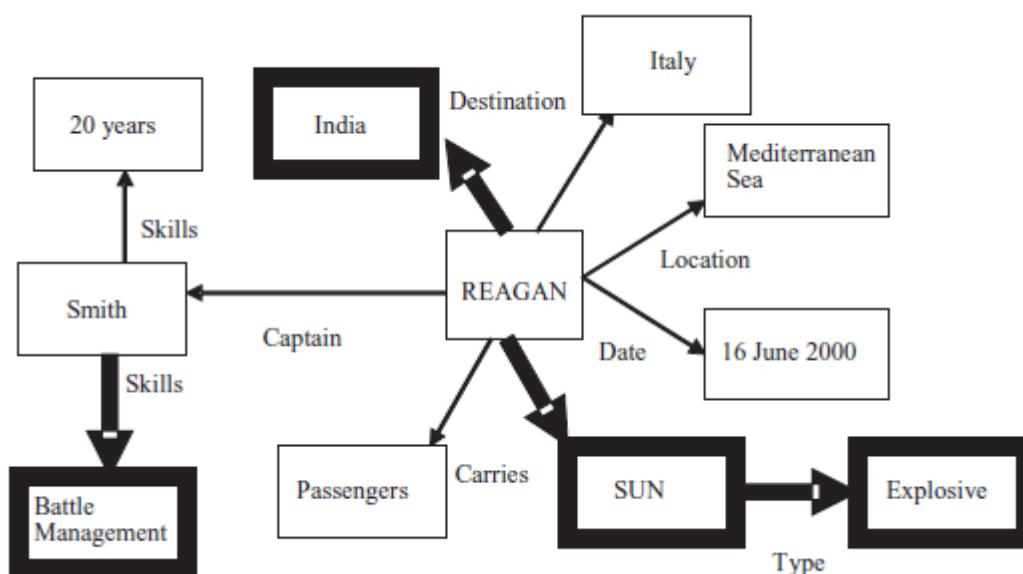 Italy
20 years
India
Destination
Mediterranean
Sea
Skills
Location
Smith
REAGAN
Captain
Date
16 June 2000
Skills
Passengers
Carries
SUN
Explosive
Battle
Management
Type